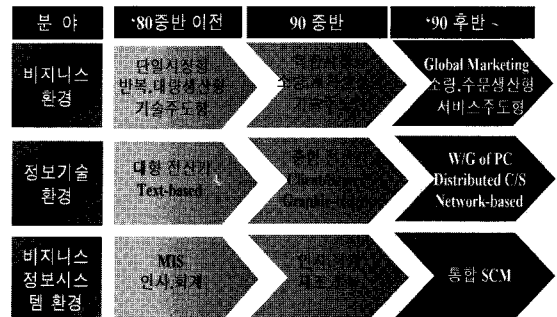 분 야
‘80중반 이전
90 중반
‘90 후반 ~
비지니스
환경
단일시장형
반복,대량생산형
기술주도형
Global Marketing
소량,주문생산형
서비스주도형
정보기술
환경
대형 전산기
Text-based
중형
W/G of PC
Distributed C/S
Network-based
비지니스
정보시스
템 환경
MIS
인사,회계
통합 SCM